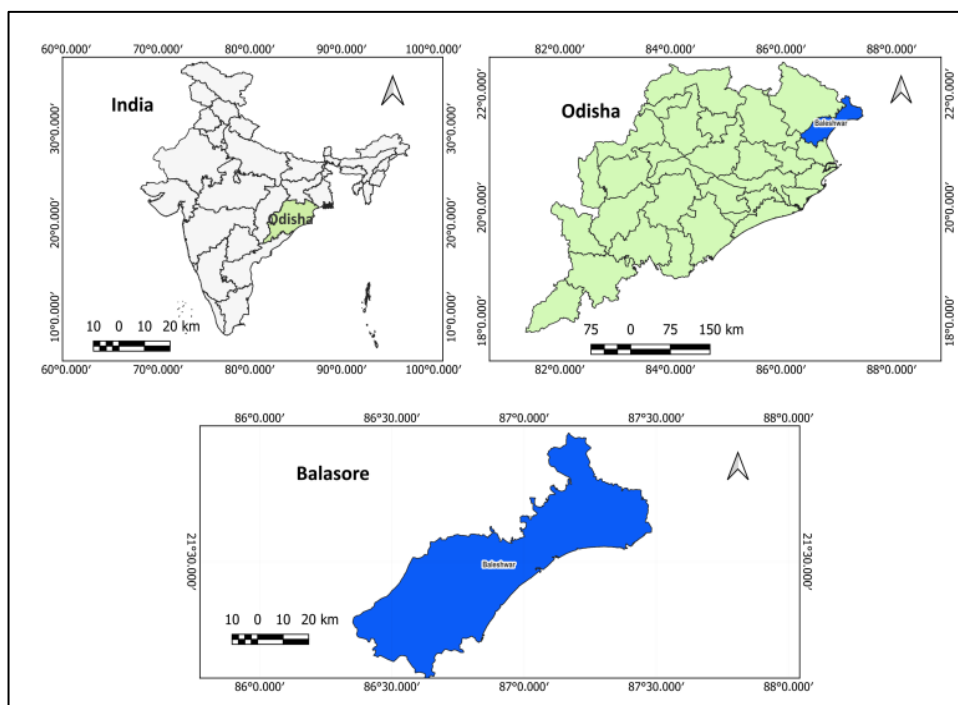 60°0.000′ 70°0.000′ 80°0.000′ 90°0.000′ 100°0.000′
India
30°0.000′ 30°0.000′
20°0.000′ 20°0.000′
10°0.000′ 10°0.000′
Odisha
10 0 10 20 km
60°0.000′ 70°0.000′ 80°0.000′ 90°0.000′ 100°0.000′
82°0.000′ 84°0.000′ 86°0.000′ 88°0.000′
Odisha
22°0.000′ 22°0.000′
20°0.000′ 20°0.000′
18°0.000′ 18°0.000′
Baleshwar
75 0 75 150 km
82°0.000′ 84°0.000′ 86°0.000′ 88°0.000′
86°0.000′ 86°30.000′ 87°0.000′ 87°30.000′ 88°0.000′
Balasore
21°30.000′ 21°30.000′
Baleshwar
10 0 10 20 km
86°0.000′ 86°30.000′ 87°0.000′ 87°30.000′ 88°0.000′